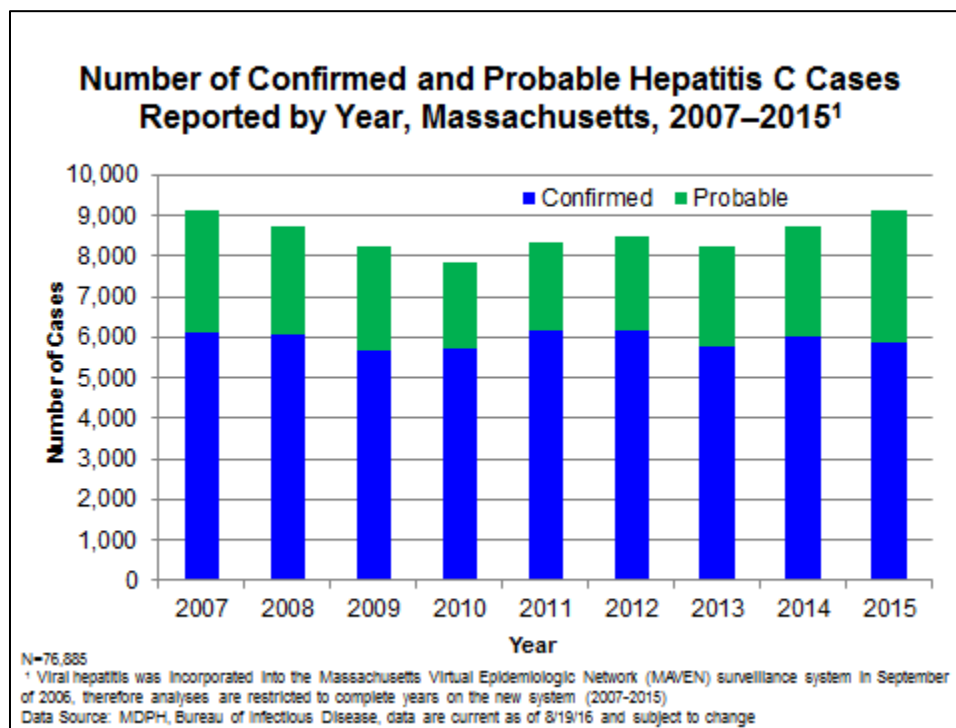 Number of Confirmed and Probable Hepatitis C Cases
Reported by Year, Massachusetts, 2007–2015¹
10,000
Confirmed Probable
9,000
8,000
7,000
6,000
5,000
4,000
3,000
2,000
1,000
0
Number of Cases
2007 2008 2009 2010 2011 2012 2013 2014 2015
Year
N=76,885
¹ Viral hepatitis was incorporated into the Massachusetts Virtual Epidemiologic Network (MAVEN) surveillance system in September
of 2006, therefore analyses are restricted to complete years on the new system (2007-2015)
Data Source: MDPH, Bureau of Infectious Disease, data are current as of 8/19/16 and subject to change